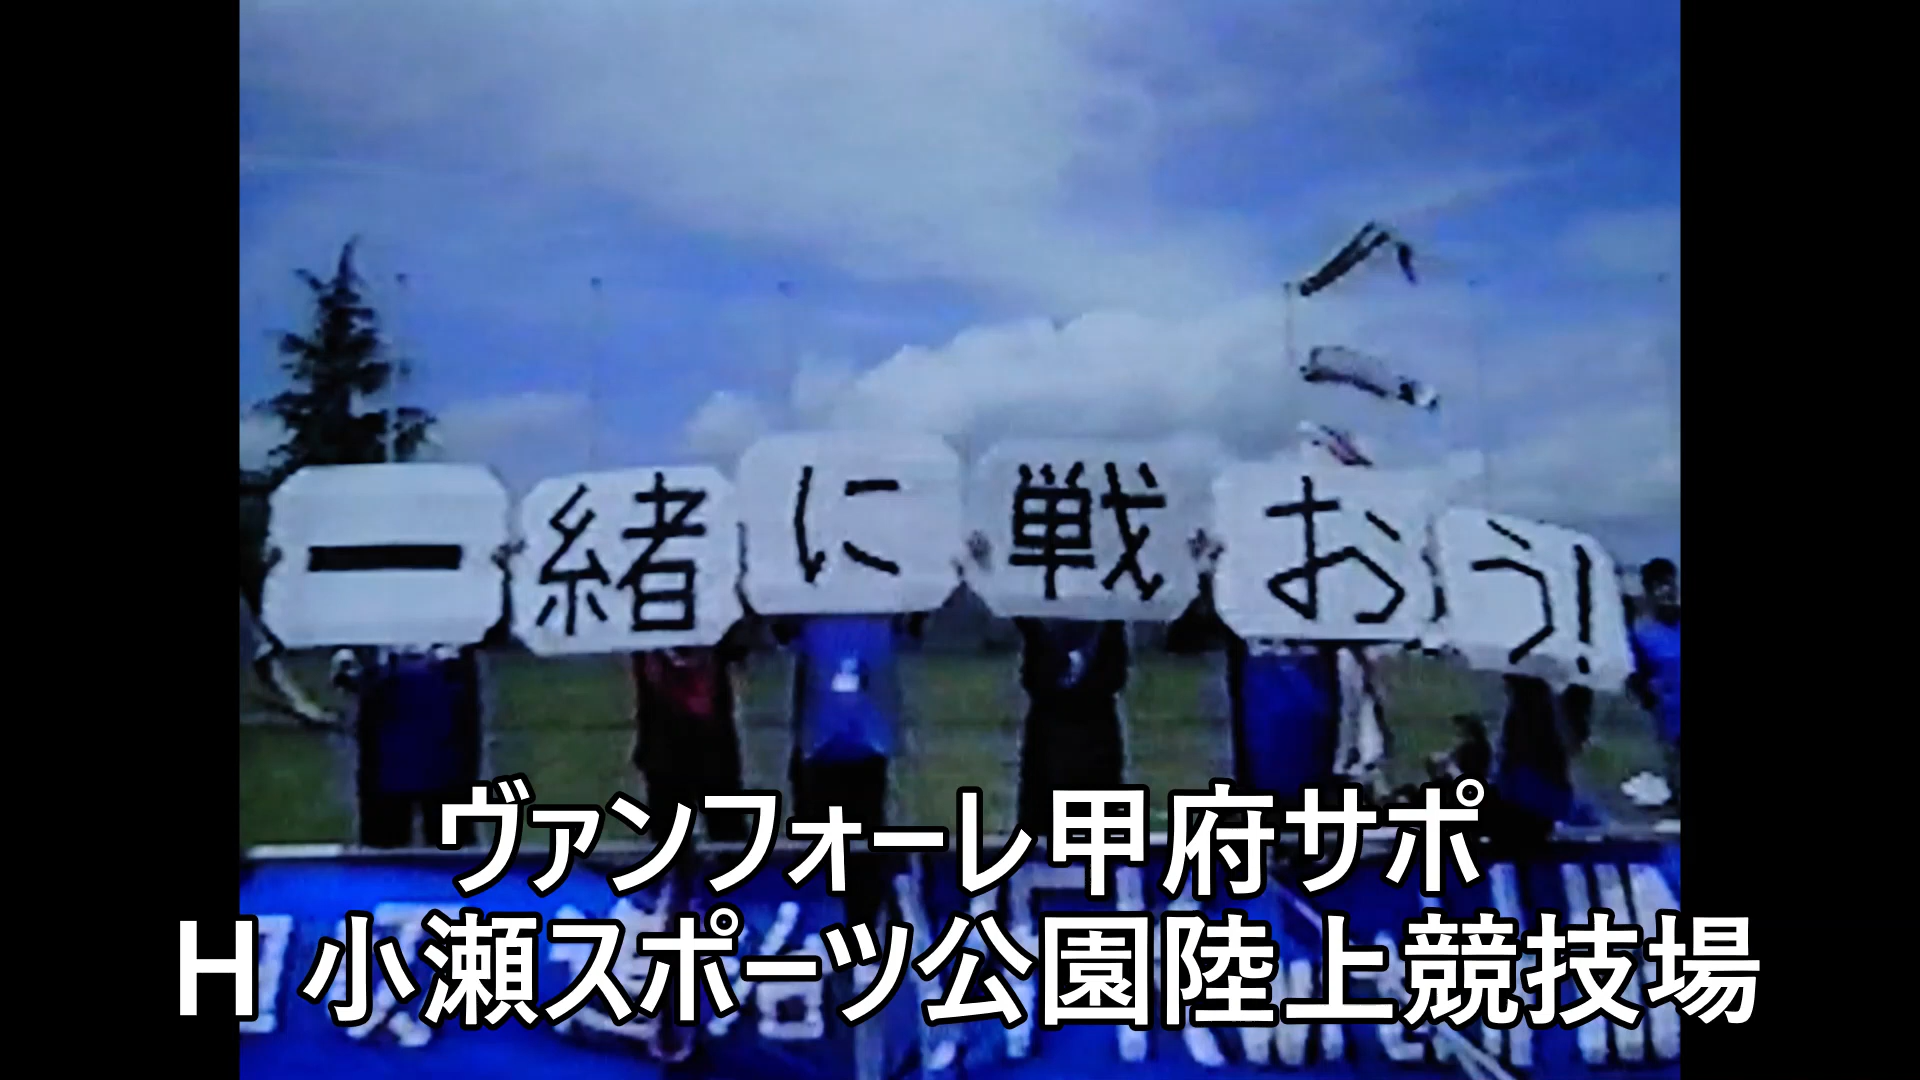 一緒に戦おう!
ヴァンフォーレ甲府サポ
H 小瀬スポーツ公園陸上競技場